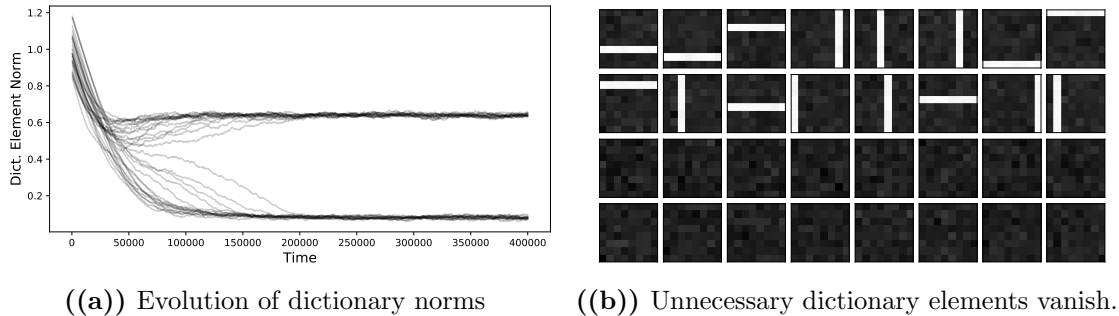 Dict. Element Norm
1.2
1.0
0.8
0.6
0.4
0.2
0 50000 100000 150000 200000 250000 300000 350000 400000
Time
((a)) Evolution of dictionary norms
((b)) Unnecessary dictionary elements vanish.